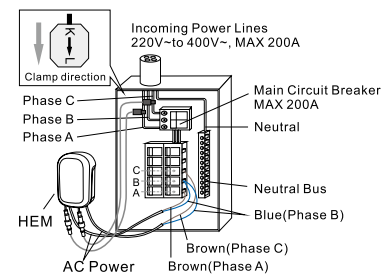 K
L
Clamp direction
Incoming Power Lines
220V~to 400V~, MAX 200A
Phase C
Phase B
Phase A
Main Circuit Breaker
MAX 200A
Neutral
C
B
A
Neutral Bus
HEM
Blue(Phase B)
Brown(Phase C)
AC Power
Brown(Phase A)